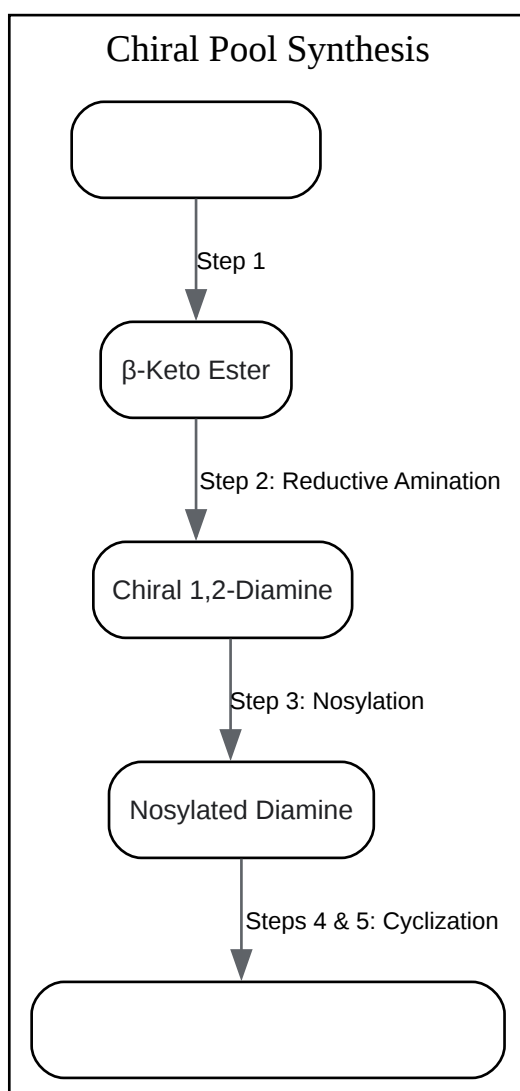 Chiral Pool Synthesis
Step 1
β-Keto Ester
Step 2: Reductive Amination
Chiral 1,2-Diamine
Step 3: Nosylation
Nosylated Diamine
Steps 4 & 5: Cyclization